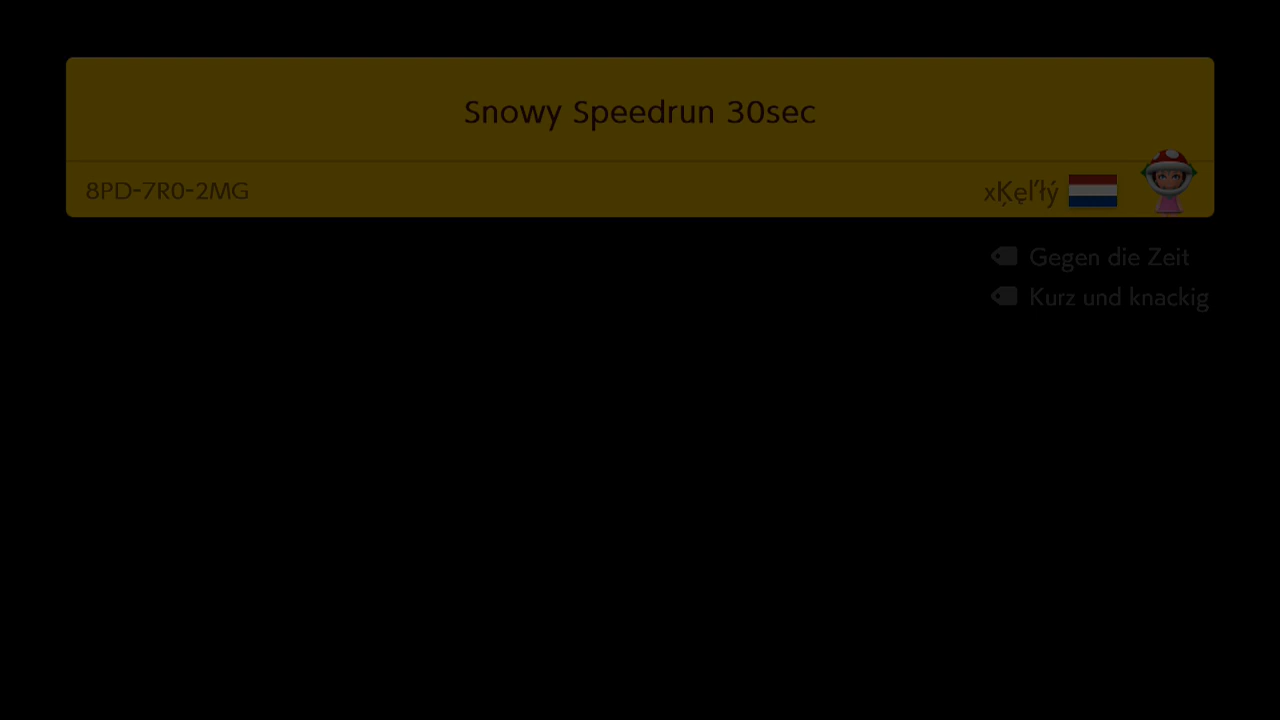 Snowy Speedrun 30sec
8PD-7R0-2MG
xĶęľłý
Gegen die Zeit
Kurz und knackig